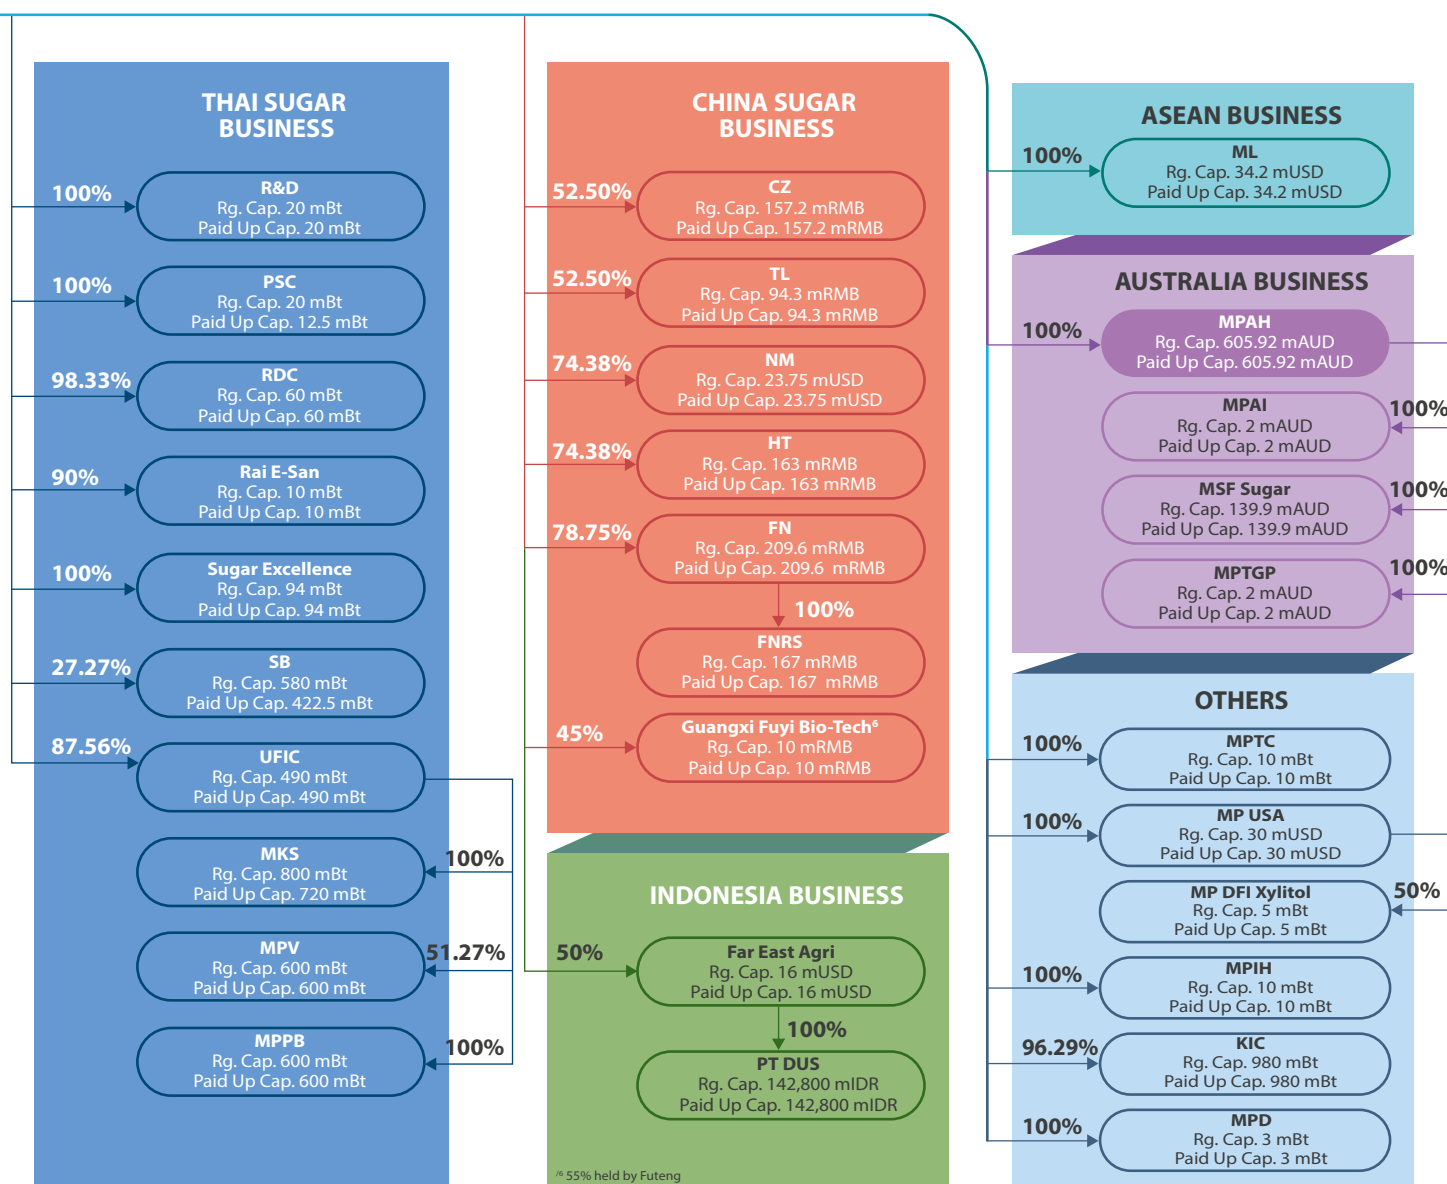 THAI SUGAR
BUSINESS
100%
R&D
Rg. Cap. 20 mBt
Paid Up Cap. 20 mBt
100%
PSC
Rg. Cap. 20 mBt
Paid Up Cap. 12.5 mBt
98.33%
RDC
Rg. Cap. 60 mBt
Paid Up Cap. 60 mBt
90%
Rai E-San
Rg. Cap. 10 mBt
Paid Up Cap. 10 mBt
100%
Sugar Excellence
Rg. Cap. 94 mBt
Paid Up Cap. 94 mBt
27.27%
SB
Rg. Cap. 580 mBt
Paid Up Cap. 422.5 mBt
87.56%
UFIC
Rg. Cap. 490 mBt
Paid Up Cap. 490 mBt
100%
MKS
Rg. Cap. 800 mBt
Paid Up Cap. 720 mBt
51.27%
MPV
Rg. Cap. 600 mBt
Paid Up Cap. 600 mBt
100%
MPPB
Rg. Cap. 600 mBt
Paid Up Cap. 600 mBt
CHINA SUGAR
BUSINESS
52.50%
CZ
Rg. Cap. 157.2 mRMB
Paid Up Cap. 157.2 mRMB
52.50%
TL
Rg. Cap. 94.3 mRMB
Paid Up Cap. 94.3 mRMB
74.38%
NM
Rg. Cap. 23.75 mUSD
Paid Up Cap. 23.75 mUSD
74.38%
HT
Rg. Cap. 163 mRMB
Paid Up Cap. 163 mRMB
78.75%
FN
Rg. Cap. 209.6 mRMB
Paid Up Cap. 209.6 mRMB
100%
FNRS
Rg. Cap. 167 mRMB
Paid Up Cap. 167 mRMB
45%
Guangxi Fuyi Bio-Tech⁶
Rg. Cap. 10 mRMB
Paid Up Cap. 10 mRMB
INDONESIA BUSINESS
50%
Far East Agri
Rg. Cap. 16 mUSD
Paid Up Cap. 16 mUSD
100%
PT DUS
Rg. Cap. 142,800 mIDR
Paid Up Cap. 142,800 mIDR
/⁶ 55% held by Futeng
ASEAN BUSINESS
100%
ML
Rg. Cap. 34.2 mUSD
Paid Up Cap. 34.2 mUSD
AUSTRALIA BUSINESS
100%
MPAH
Rg. Cap. 605.92 mAUD
Paid Up Cap. 605.92 mAUD
100%
MPAI
Rg. Cap. 2 mAUD
Paid Up Cap. 2 mAUD
100%
MSF Sugar
Rg. Cap. 139.9 mAUD
Paid Up Cap. 139.9 mAUD
100%
MPTGP
Rg. Cap. 2 mAUD
Paid Up Cap. 2 mAUD
OTHERS
100%
MPTC
Rg. Cap. 10 mBt
Paid Up Cap. 10 mBt
100%
MP USA
Rg. Cap. 30 mUSD
Paid Up Cap. 30 mUSD
50%
MP DFI Xylitol
Rg. Cap. 5 mBt
Paid Up Cap. 5 mBt
100%
MPIH
Rg. Cap. 10 mBt
Paid Up Cap. 10 mBt
96.29%
KIC
Rg. Cap. 980 mBt
Paid Up Cap. 980 mBt
100%
MPD
Rg. Cap. 3 mBt
Paid Up Cap. 3 mBt